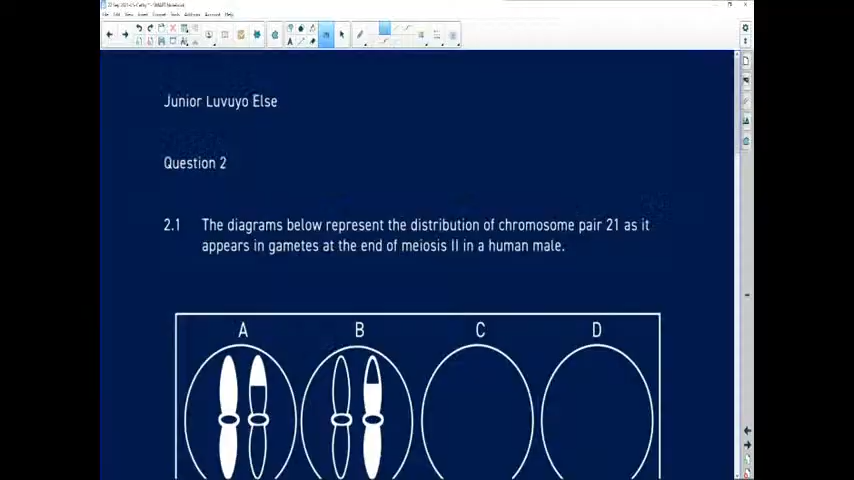 Junior Luvuyo Else
Question 2
2.1 The diagrams below represent the distribution of chromosome pair 21 as it
appears in gametes at the end of meiosis II in a human male.
A B C D